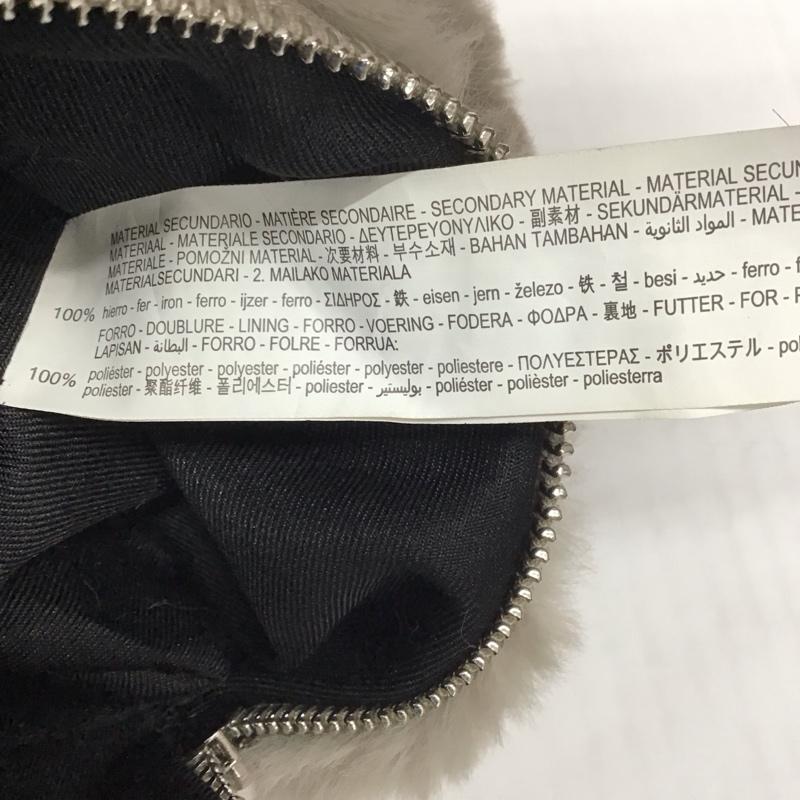 MATERIAL SECUNDARIO - MATIÈRE SECONDAIRE - SECONDARY MATERIAL - MATERIAL SECUN
MATERIAAL - MATERIALE SECONDARIO - ΔΕΥΤΕΡΕΥΟΝΥΛΙΚΟ - 副素材 - SEKUNDÄRMATERIAL -
MATERIALE - POMOŽNI MATERIAL - 次要材料 - 부수소재 - BAHAN TAMBAHAN - المواد الثانوية - MATE
MATERIALSECUNDARI - 2. MAILAKO MATERIALA
100% hierro - fer - iron - ferro - ijzer - ferro - ΣΙΔΗΡΟΣ - 鉄 - eisen - jern - železo - 铁 - 철 - besi - حديد - ferro - f
FORRO - DOUBLURE - LINING - FORRO - VOERING - FODERA - ΦΟΔΡΑ - 裏地 - FUTTER - FOR -
LAPISAN - البطانة - FORRO - FOLRE - FORRUA:
100% poliéster - polyester - polyester - poliéster - polyester - poliestere - ΠΟΛΥΕΣΤΕΡΑΣ - ポリエステル - pol
poliester - 聚酯纤维 - 폴리에스터 - poliester - بوليستير - poliéster - polièster - poliesterra